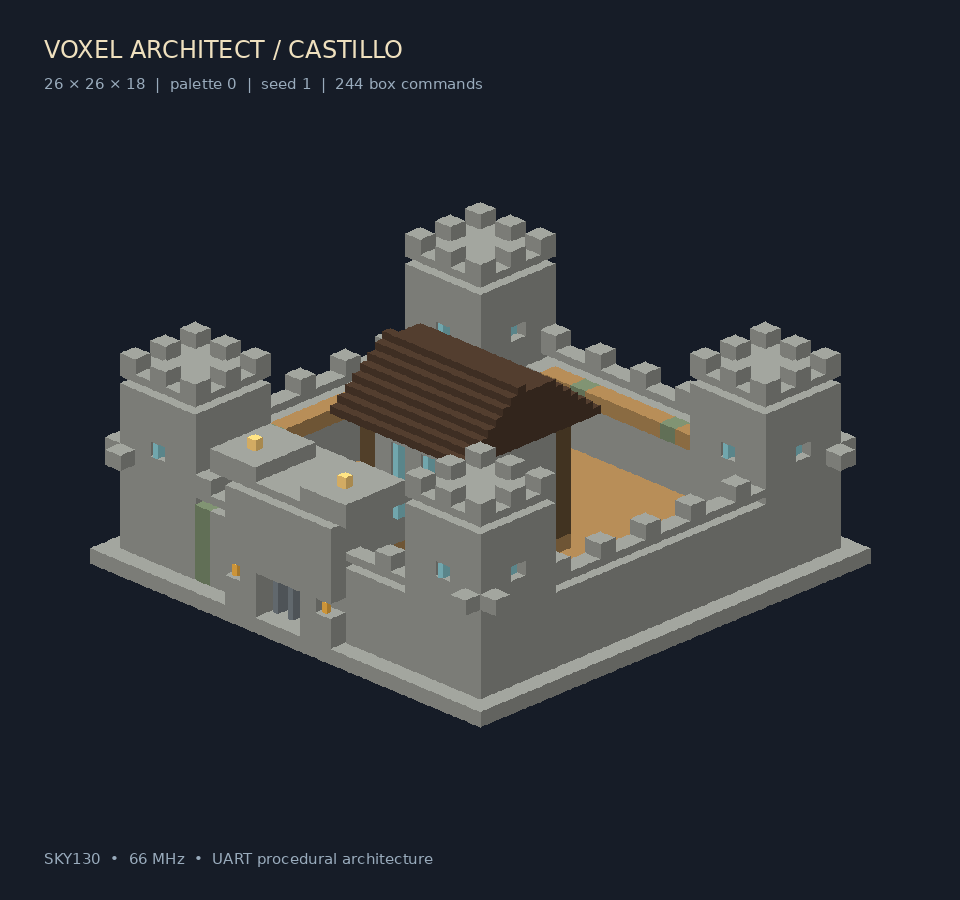 VOXEL ARCHITECT / CASTILLO
26 × 26 × 18 | palette 0 | seed 1 | 244 box commands
SKY130 • 66 MHz • UART procedural architecture